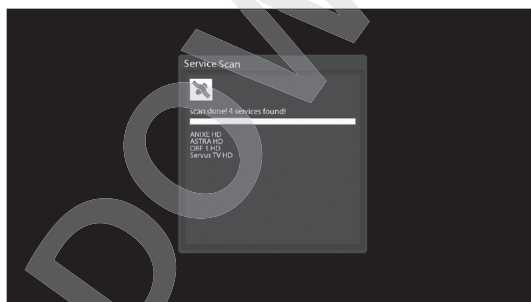 Service Scan
scan done! 4 services found!
ANIXE HD
ASTRA HD
ORF 1 HD
Servus TV HD